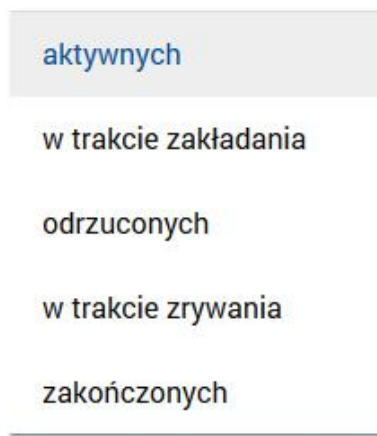 aktywnych
w trakcie zakładania
odrzuconych
w trakcie zrywania
zakończonych